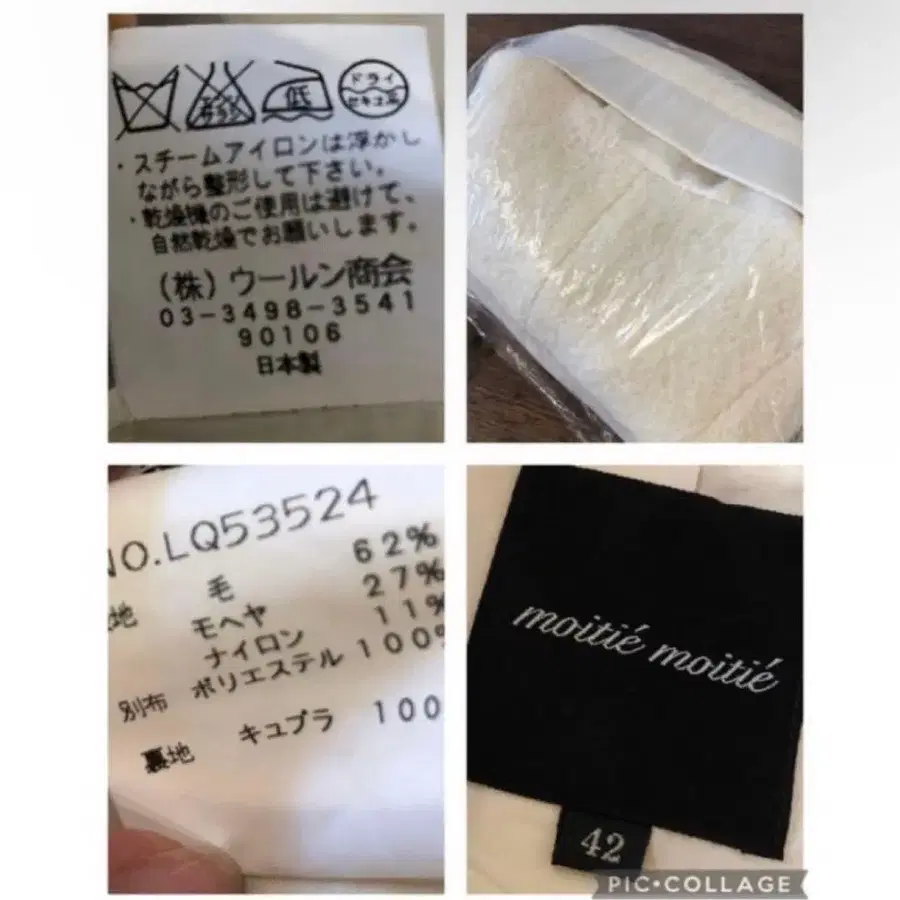 低
ドライ
セキユ系
・スチームアイロンは浮かし
ながら整形して下さい。
・乾燥機のご使用は避けて、
自然乾燥でお願いします。
(株)ウールン商会
03-3498-3541
90106
日本製
NO.LQ53524
地 毛 62%
モヘヤ 27%
ナイロン 11%
別布 ポリエステル 100%
裏地 キュプラ 100
moitié moitié
42
PIC•COLLAGE